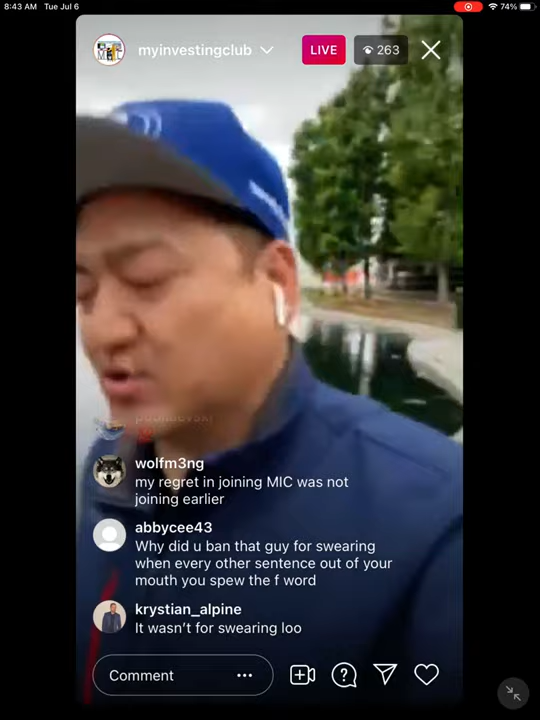 8:43 AM Tue Jul 6
74%
myinvestingclub
LIVE
263
wolfm3ng
my regret in joining MIC was not
joining earlier
abbycee43
Why did u ban that guy for swearing
when every other sentence out of your
mouth you spew the f word
krystian_alpine
It wasn't for swearing loo
Comment